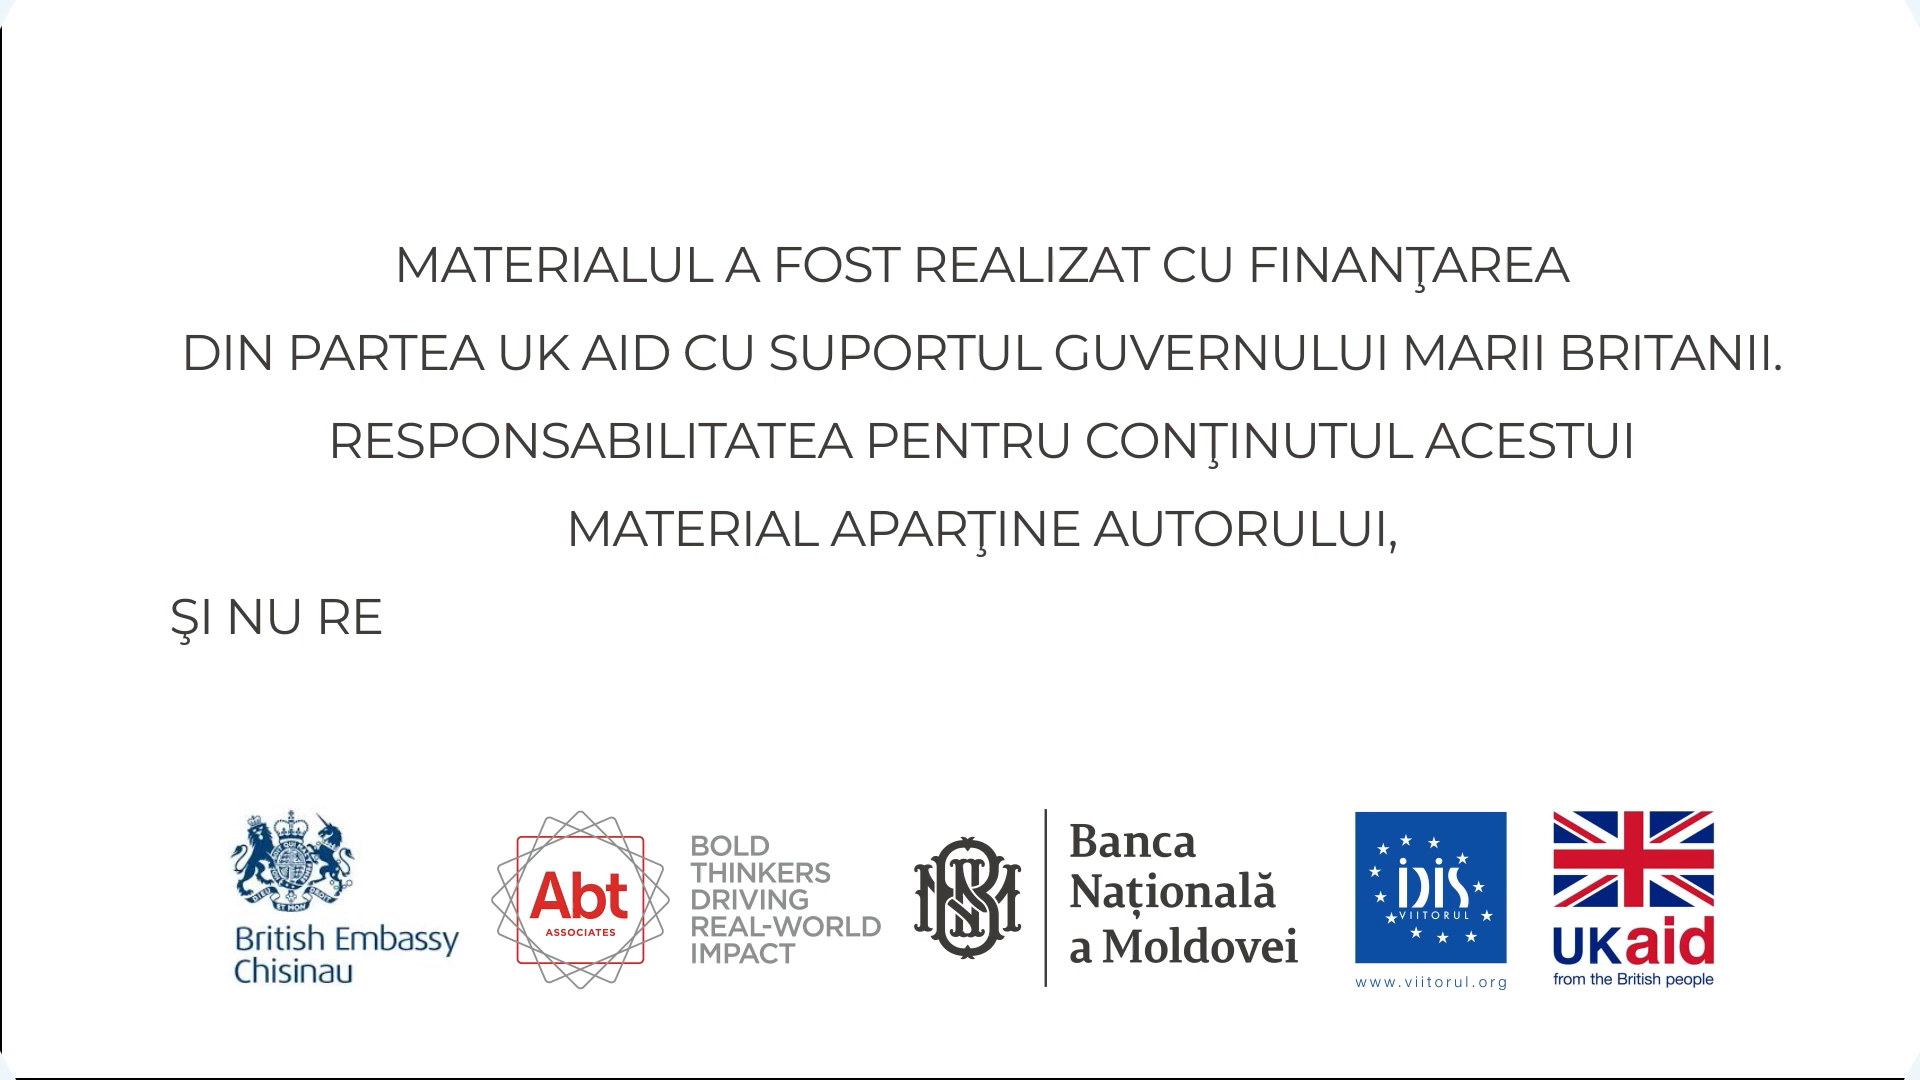 MATERIALUL A FOST REALIZAT CU FINANŢAREA
DIN PARTEA UK AID CU SUPORTUL GUVERNULUI MARII BRITANII.
RESPONSABILITATEA PENTRU CONŢINUTUL ACESTUI
MATERIAL APARŢINE AUTORULUI,
ŞI NU RE
British Embassy
Chisinau
Abt
ASSOCIATES
BOLD
THINKERS
DRIVING
REAL-WORLD
IMPACT
Banca
Națională
a Moldovei
iDiS
VIITORUL
www.viitorul.org
UKaid
from the British people